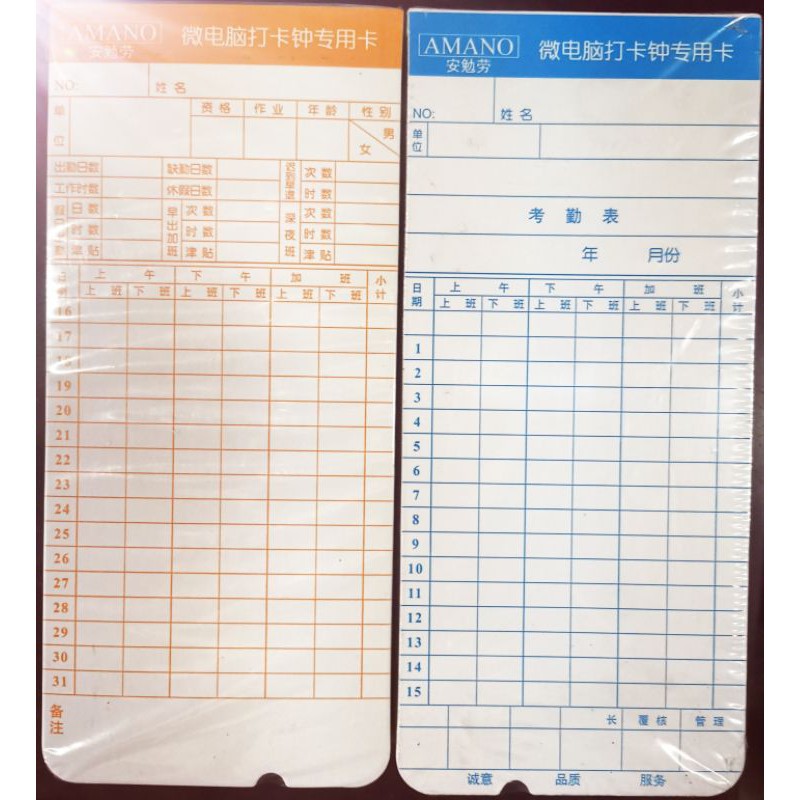 AMANO
安勉劳
微电脑打卡钟专用卡
NO:
姓名
单位
资格 作业 年龄 性别
男
女
出勤日数 缺勤日数 次数
工作时数 休假日数 时数
日数 早出加班 次数 深夜班 次数
时数 时数 时数
津贴 津贴 津贴
上午 下午 加班 小计
上班 下班 上班 下班 上班 下班
16
17
18
19
20
21
22
23
24
25
26
27
28
29
30
31
备注
AMANO
安勉劳
微电脑打卡钟专用卡
NO:
姓名
单位
考勤表
年 月份
日期 上午 下午 加班 小计
上班 下班 上班 下班 上班 下班
1
2
3
4
5
6
7
8
9
10
11
12
13
14
15
长 覆核 管理
诚意 品质 服务